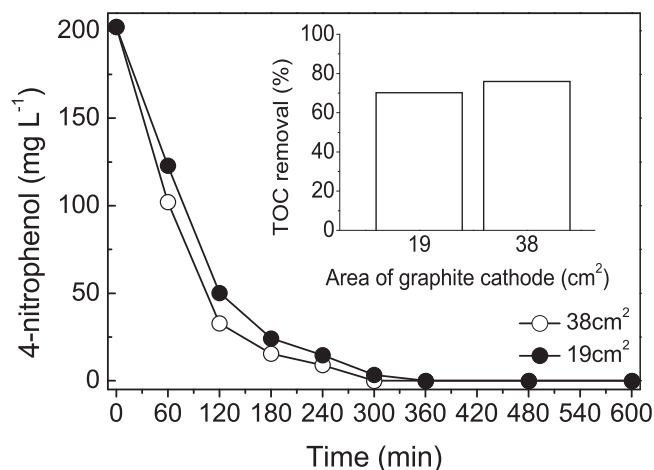 200
150
100
50
0
4-nitrophenol (mg L⁻¹)
0 60 120 180 240 300 360 420 480 540 600
Time (min)
100
80
60
40
20
0
TOC removal (%)
19 38
Area of graphite cathode (cm²)
38cm²
19cm²